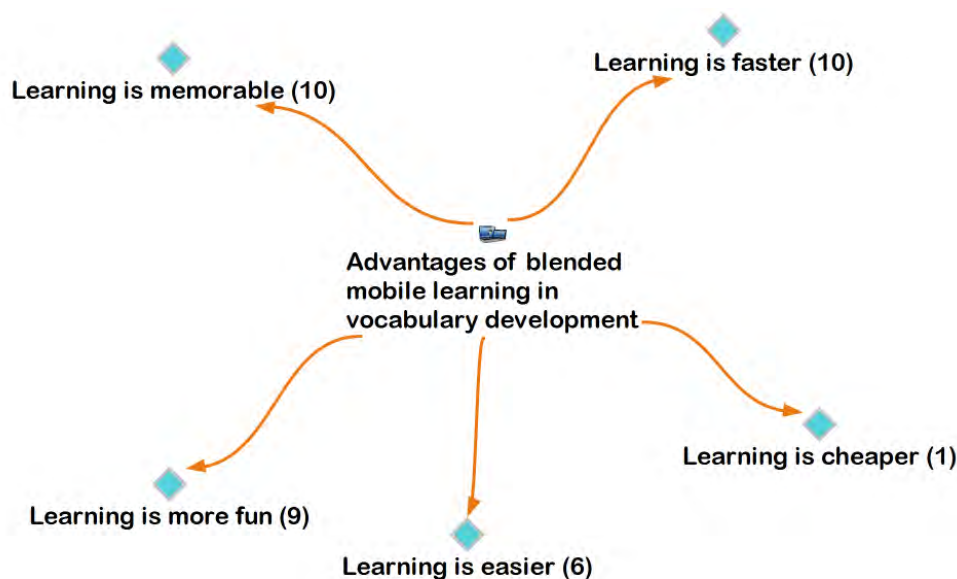 Learning is faster (10)
Learning is memorable (10)
Advantages of blended
mobile learning in
vocabulary development
Learning is cheaper (1)
Learning is more fun (9)
Learning is easier (6)